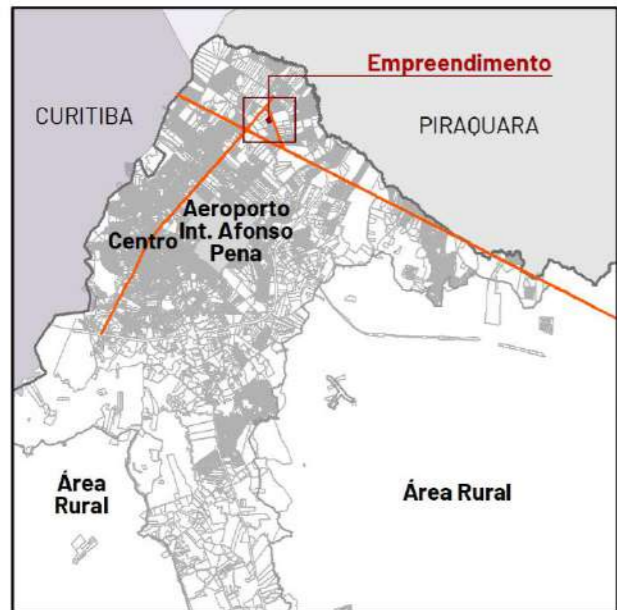 Empreendimento
CURITIBA
PIRAQUARA
Aeroporto
Int. Afonso
Pena
Centro
Área
Rural
Área Rural